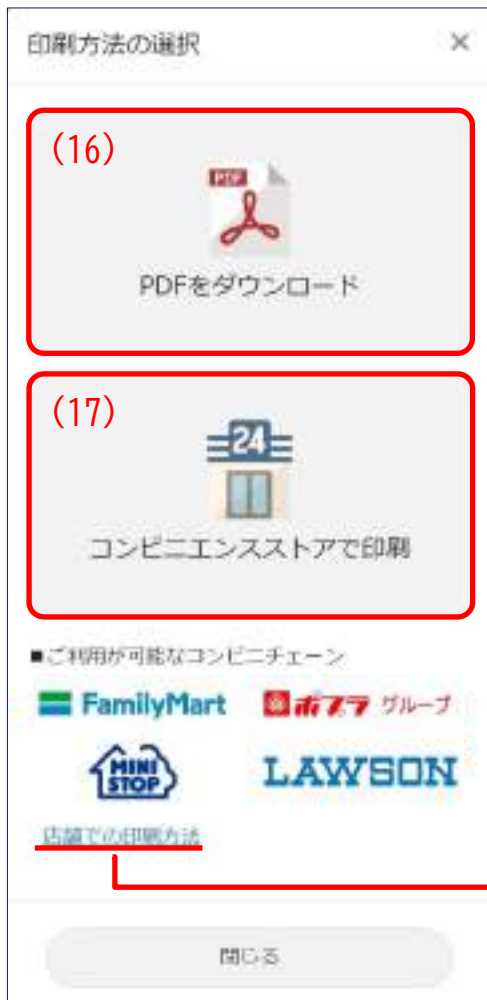 印刷方法の選択 ×
(16)
PDF
PDFをダウンロード
(17)
24
コンビニエンスストアで印刷
■ご利用が可能なコンビニチェーン
FamilyMart ポプラ グループ
MINI
STOP
LAWSON
店舗での印刷方法
閉じる